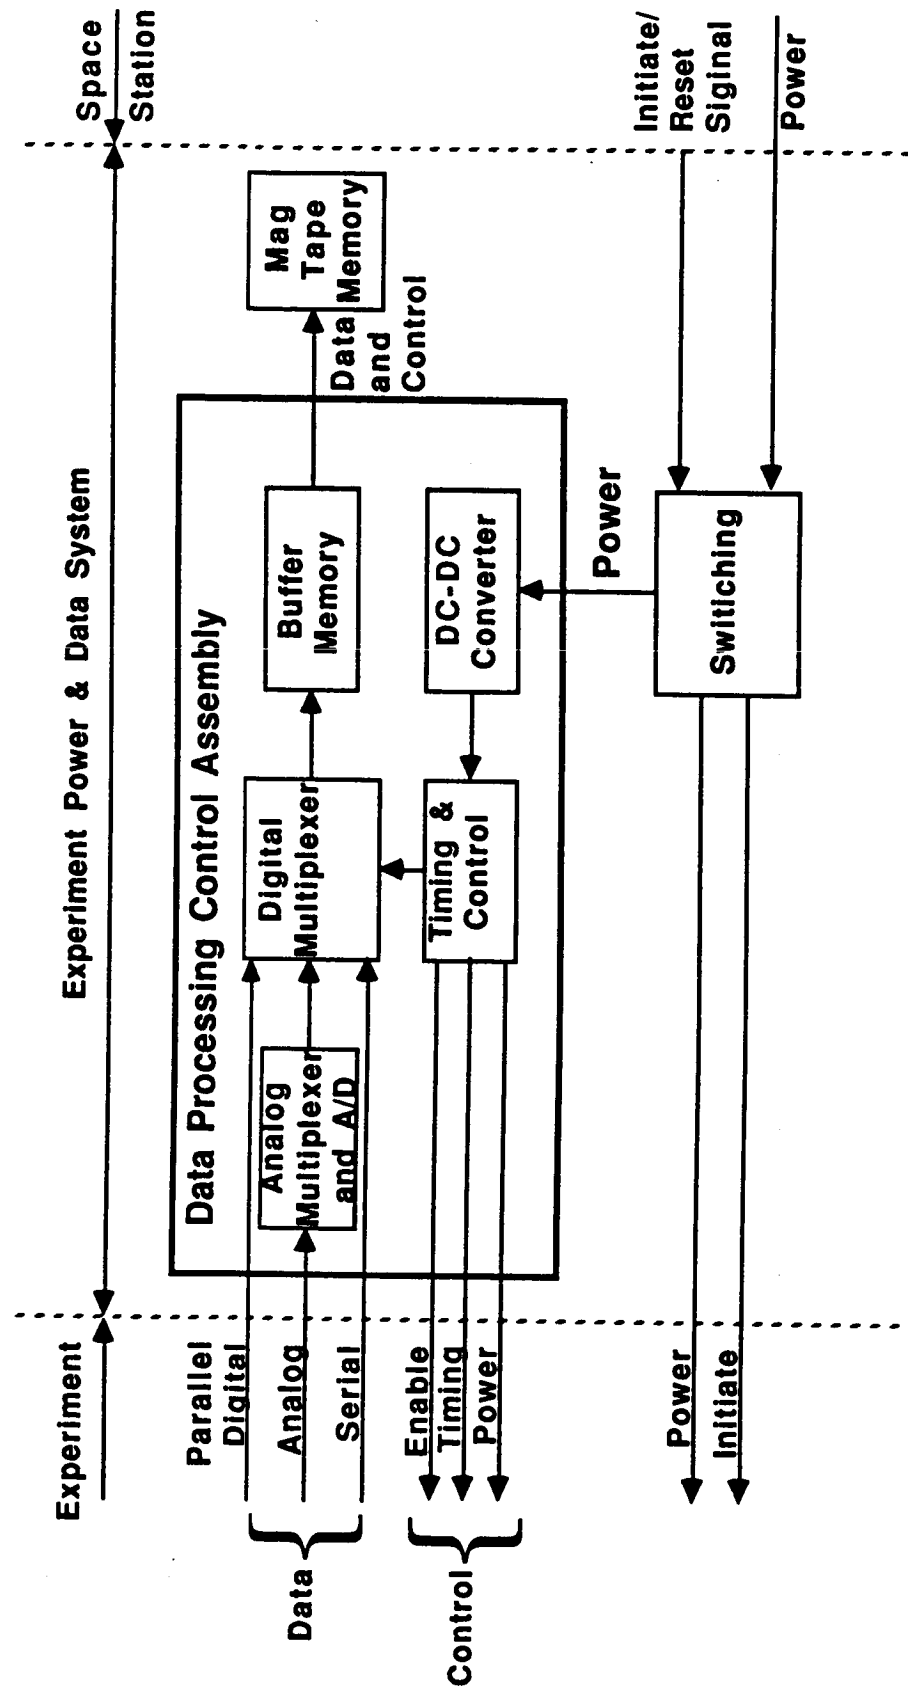 Experiment
Experiment Power & Data System
Space
Station
Data Processing Control Assembly
Parallel
Digital
Analog
Serial
Data
Analog
Multiplexer
and A/D
Digital
Multiplexer
Buffer
Memory
Mag
Tape
Memory
Data
and
Control
Enable
Timing
Power
Control
Timing &
Control
DC-DC
Converter
Power
Initiate/
Reset
Siginal
Power
Switiching
Power
Initiate